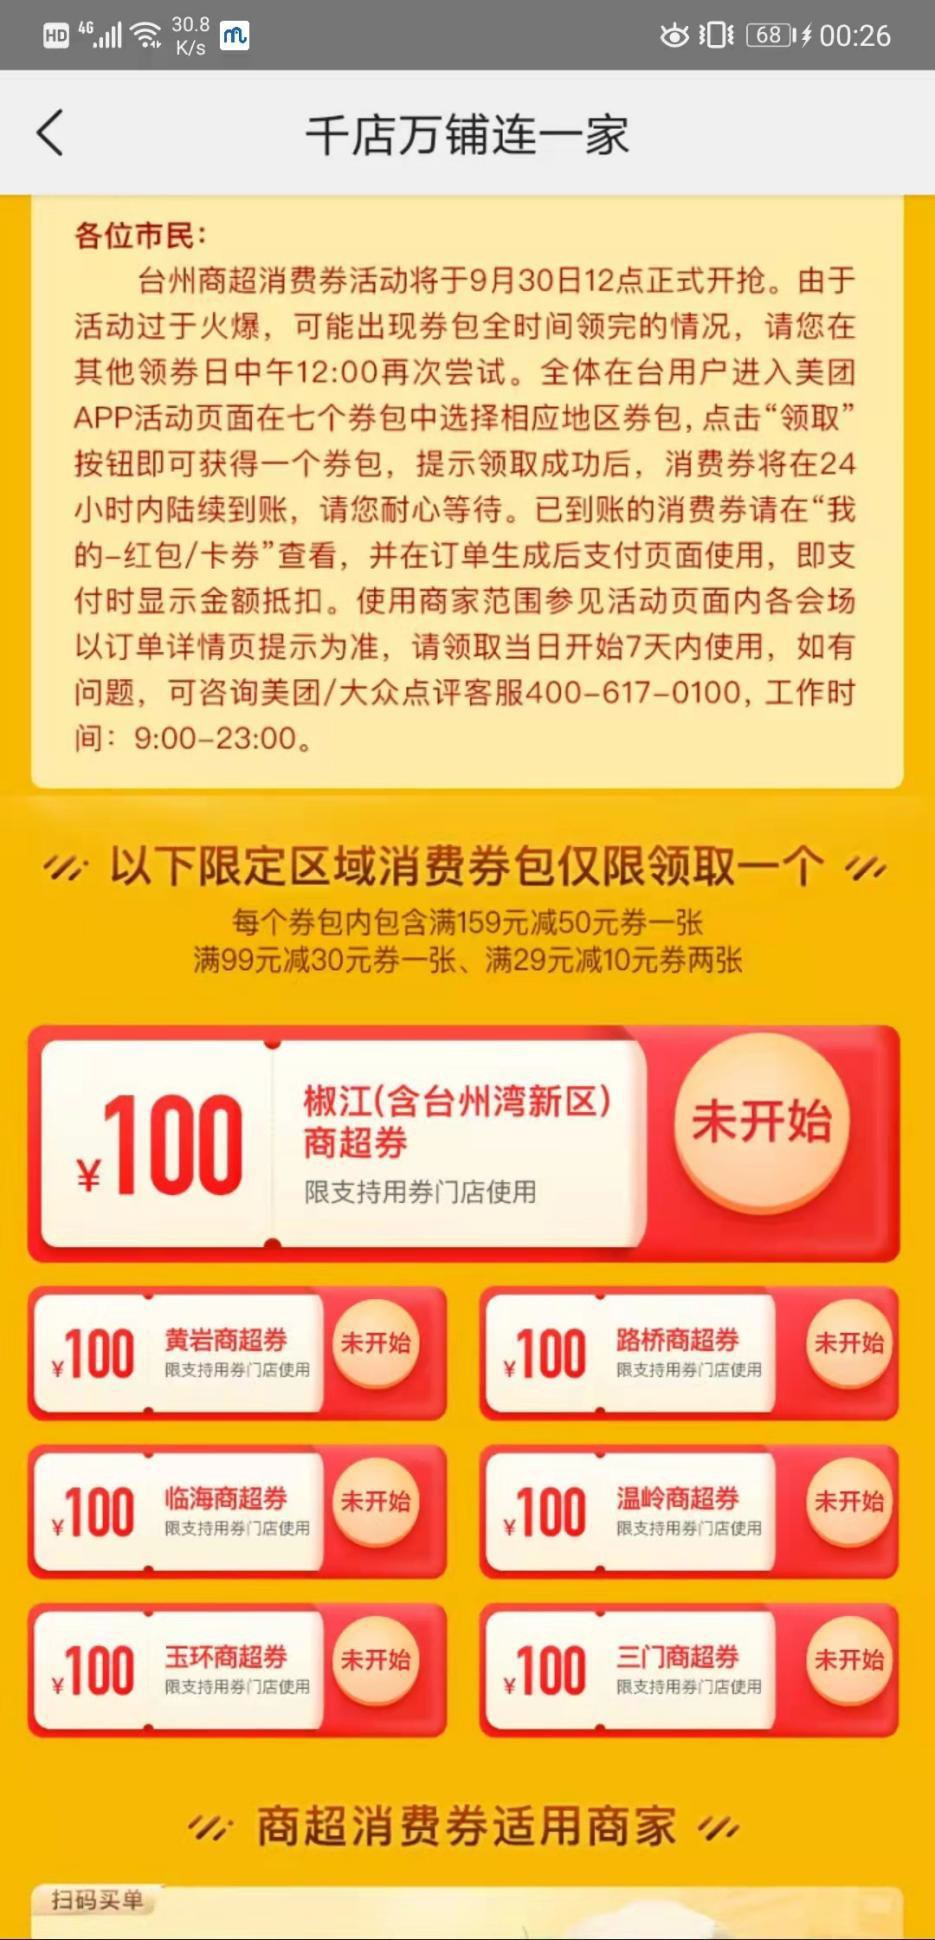 HD 4G 30.8 K/s 68 00:26
千店万铺连一家
各位市民：
台州商超消费券活动将于9月30日12点正式开抢。由于
活动过于火爆，可能出现券包全时间领完的情况，请您在
其他领券日中午12:00再次尝试。全体在台用户进入美团
APP活动页面在七个券包中选择相应地区券包，点击“领取”
按钮即可获得一个券包，提示领取成功后，消费券将在24
小时内陆续到账，请您耐心等待。已到账的消费券请在“我
的-红包/卡券”查看，并在订单生成后支付页面使用，即支
付时显示金额抵扣。使用商家范围参见活动页面内各会场
以订单详情页提示为准，请领取当日开始7天内使用，如有
问题，可咨询美团/大众点评客服400-617-0100，工作时
间：9:00-23:00。
以下限定区域消费券包仅限领取一个
每个券包内包含满159元减50元券一张
满99元减30元券一张、满29元减10元券两张
¥100
椒江(含台州湾新区)
商超券
限支持用券门店使用
未开始
¥100
黄岩商超券
限支持用券门店使用
未开始
¥100
路桥商超券
限支持用券门店使用
未开始
¥100
临海商超券
限支持用券门店使用
未开始
¥100
温岭商超券
限支持用券门店使用
未开始
¥100
玉环商超券
限支持用券门店使用
未开始
¥100
三门商超券
限支持用券门店使用
未开始
商超消费券适用商家
扫码买单